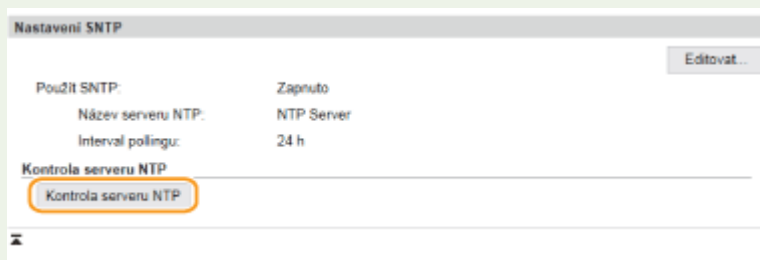 Nastavení SNTP
Editovat...
Použít SNTP: Zapnuto
Název serveru NTP: NTP Server
Interval pollingu: 24 h
Kontrola serveru NTP
Kontrola serveru NTP